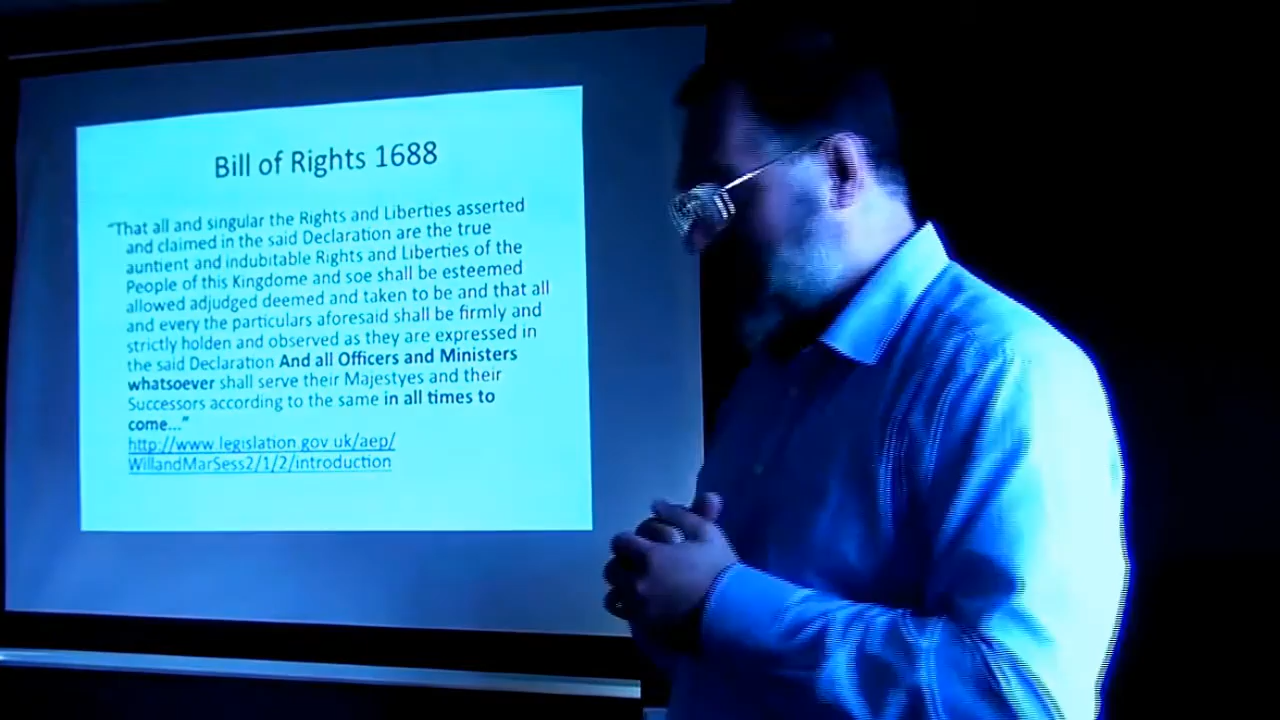 Bill of Rights 1688
“That all and singular the Rights and Liberties asserted
and claimed in the said Declaration are the true
auntient and indubitable Rights and Liberties of the
People of this Kingdome and soe shall be esteemed
allowed adjudged deemed and taken to be and that all
and every the particulars aforesaid shall be firmly and
strictly holden and observed as they are expressed in
the said Declaration And all Officers and Ministers
whatsoever shall serve their Majestyes and their
Successors according to the same in all times to
come...”
http://www.legislation.gov.uk/aep/
WillandMarSess2/1/2/introduction